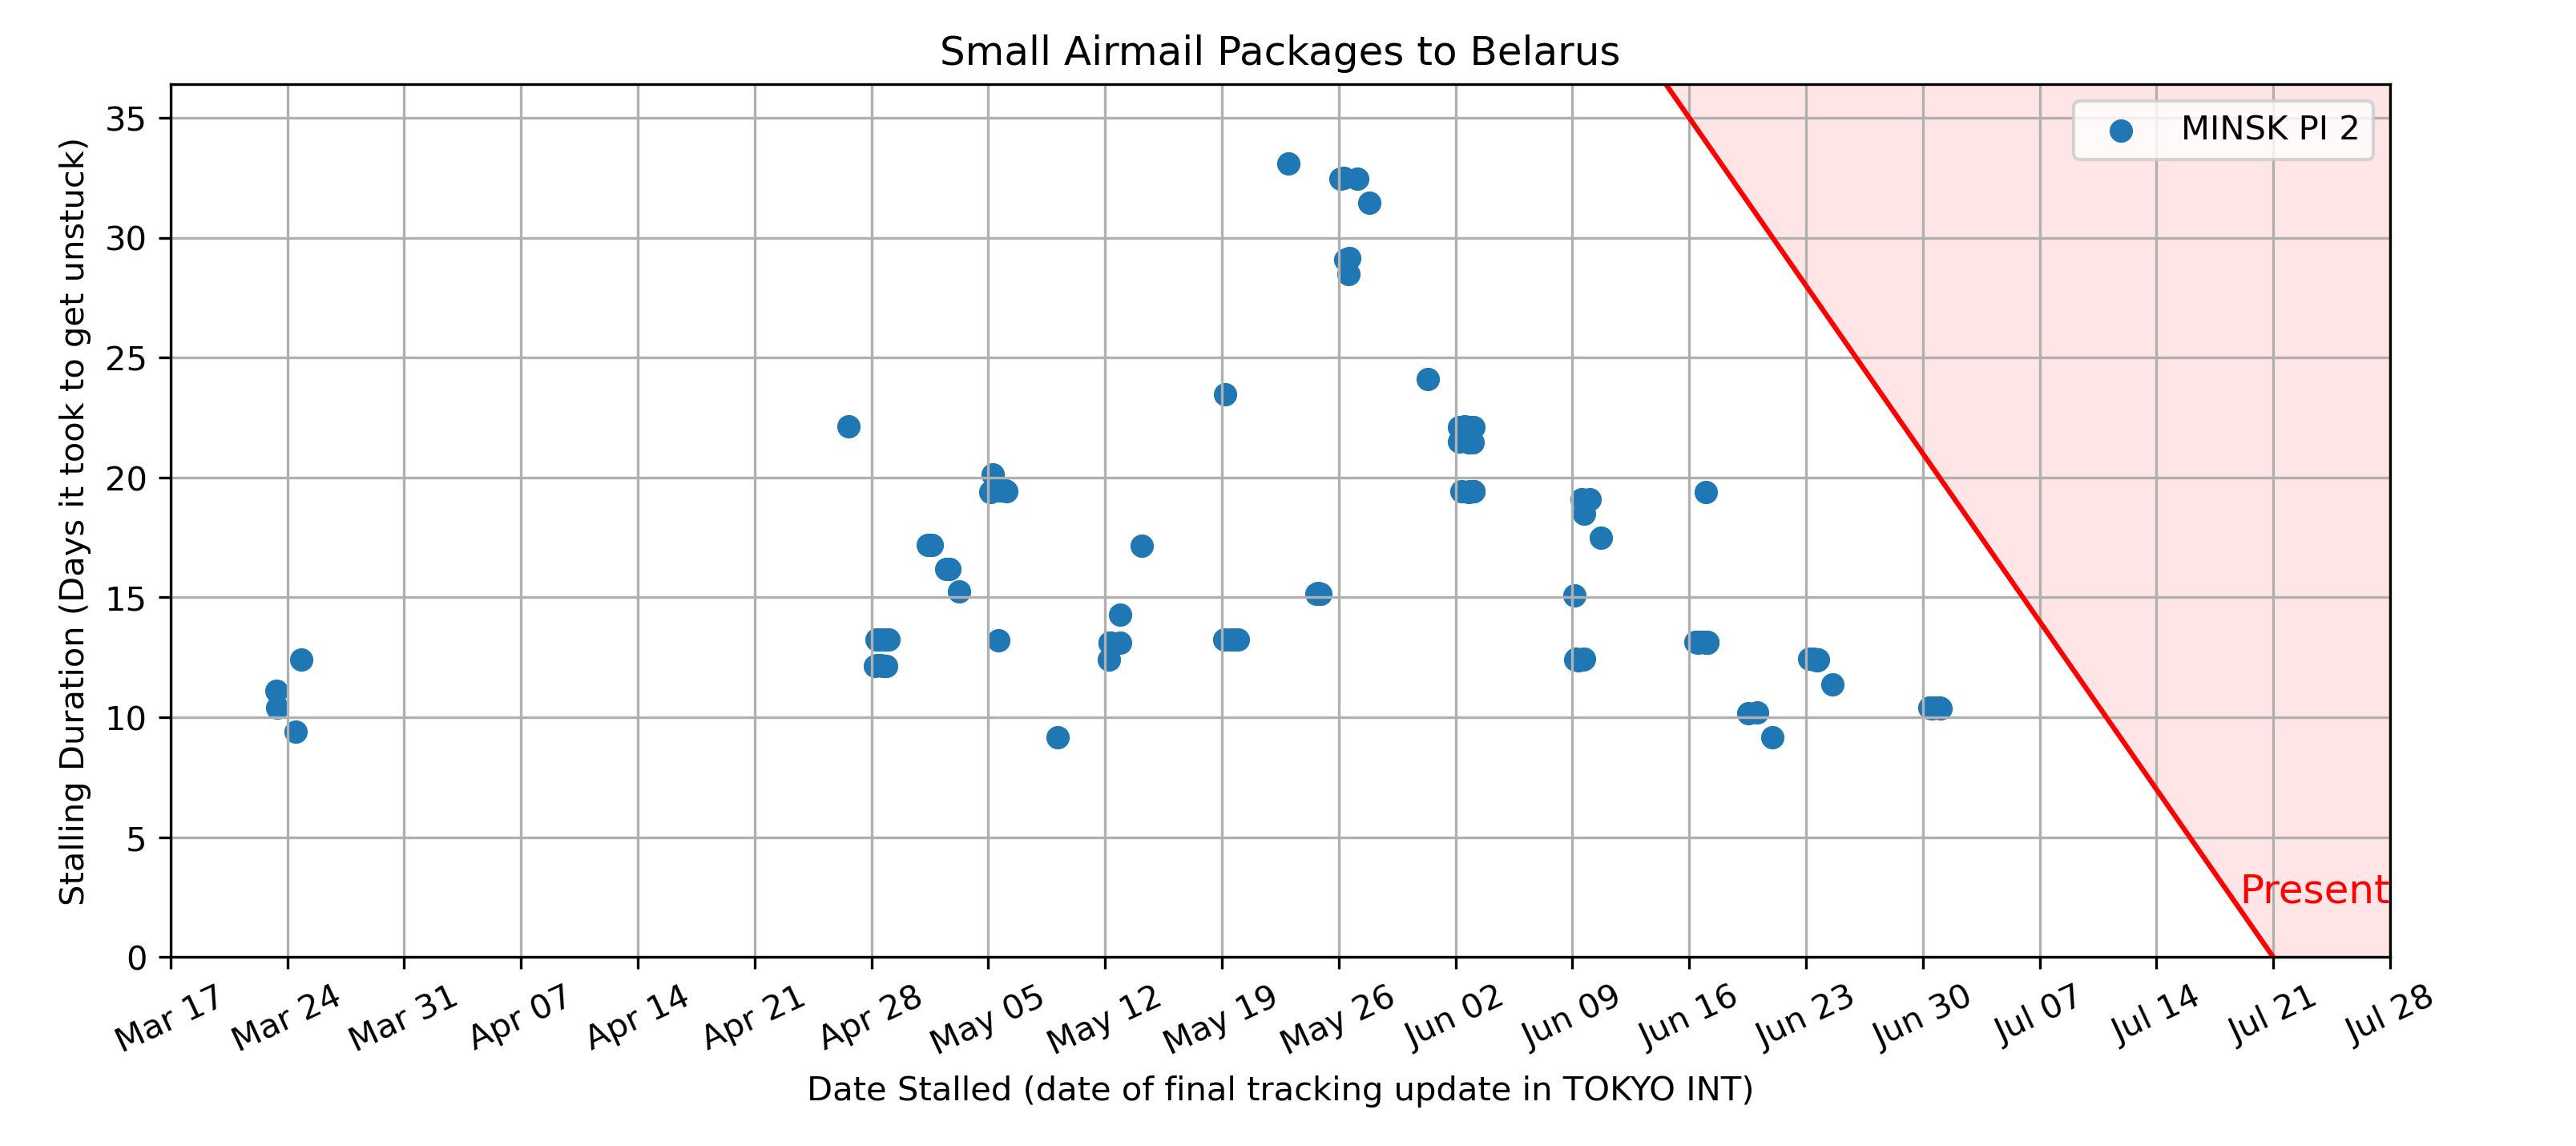 Small Airmail Packages to Belarus
MINSK PI 2
Stalling Duration (Days it took to get unstuck)
35
30
25
20
15
10
5
0
Present
Mar 17
Mar 24
Mar 31
Apr 07
Apr 14
Apr 21
Apr 28
May 05
May 12
May 19
May 26
Jun 02
Jun 09
Jun 16
Jun 23
Jun 30
Jul 07
Jul 14
Jul 21
Jul 28
Date Stalled (date of final tracking update in TOKYO INT)